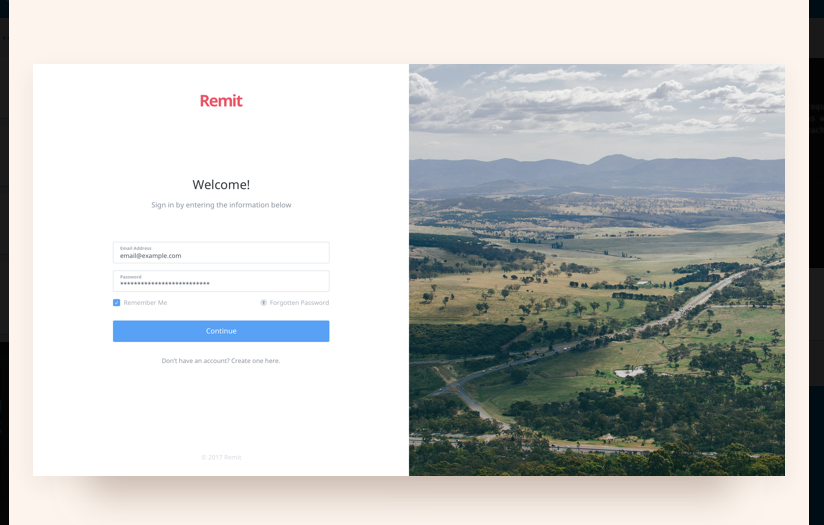 Remit
Welcome!
Sign in by entering the information below
Email Address
email@example.com
Password
**************************
Remember Me
Forgotten Password
Continue
Don't have an account? Create one here.
© 2017 Remit